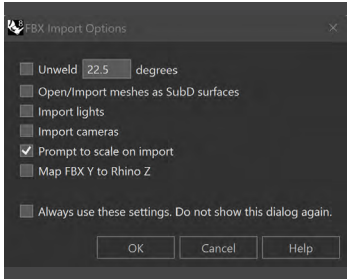 8
FBX Import Options
Unweld 22.5 degrees
Open/Import meshes as SubD surfaces
Import lights
Import cameras
Prompt to scale on import
Map FBX Y to Rhino Z
Always use these settings. Do not show this dialog again.
OK Cancel Help